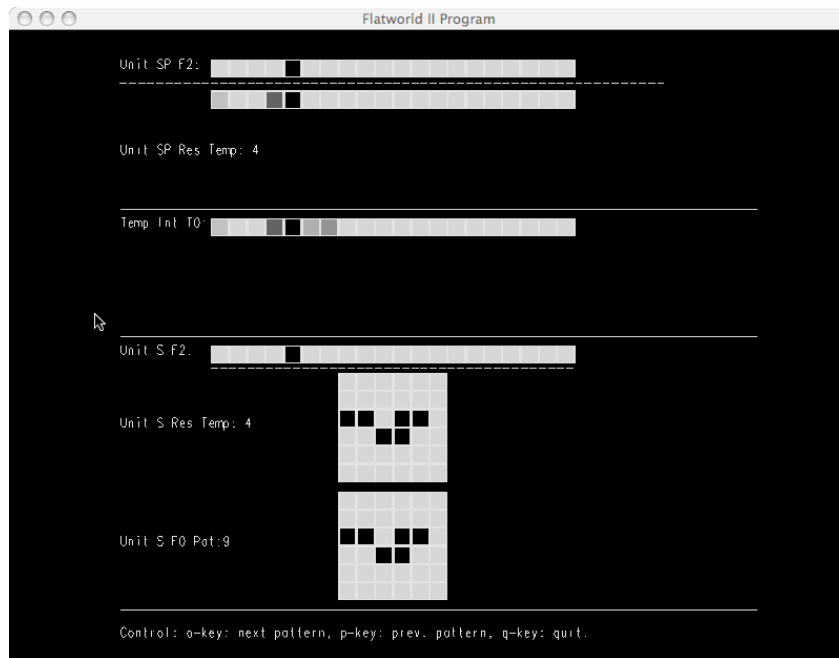 Flatworld II Program
Unit SP F2:
Unit SP Res Temp: 4
Temp Int T0:
Unit S F2:
Unit S Res Temp: 4
Unit S F0 Pat:9
Control: o-key: next pattern, p-key: prev. pattern, q-key: quit.